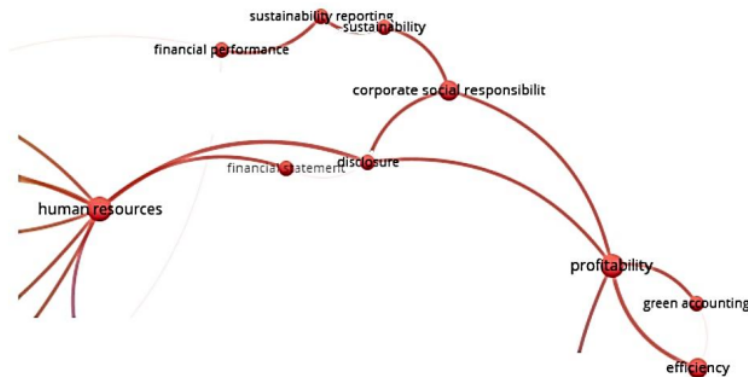 sustainability reporting
sustainability
financial performance
corporate social responsibilit
disclosure
financial statement
human resources
profitability
green accounting
efficiency